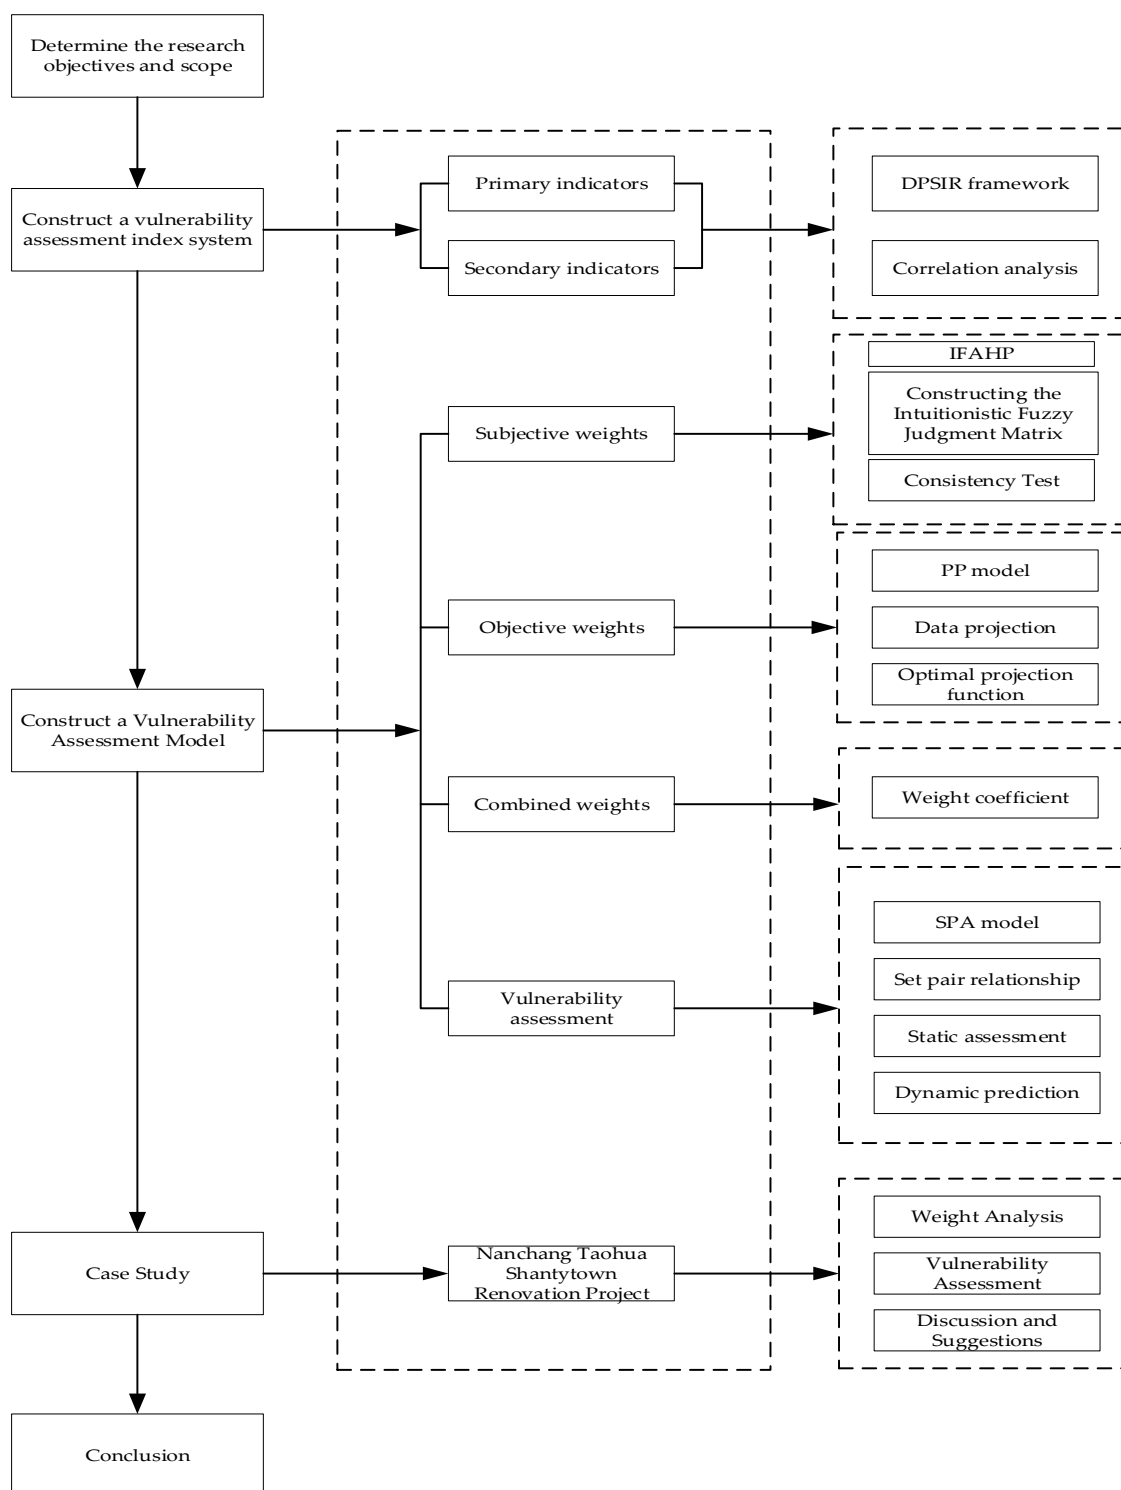 Determine the research
objectives and scope
Construct a vulnerability
assessment index system
Primary indicators
Secondary indicators
DPSIR framework
Correlation analysis
Construct a Vulnerability
Assessment Model
Subjective weights
IFAHP
Constructing the
Intuitionistic Fuzzy
Judgment Matrix
Consistency Test
Objective weights
PP model
Data projection
Optimal projection
function
Combined weights
Weight coefficient
Vulnerability
assessment
SPA model
Set pair relationship
Static assessment
Dynamic prediction
Case Study
Nanchang Taohua
Shantytown
Renovation Project
Weight Analysis
Vulnerability
Assessment
Discussion and
Suggestions
Conclusion